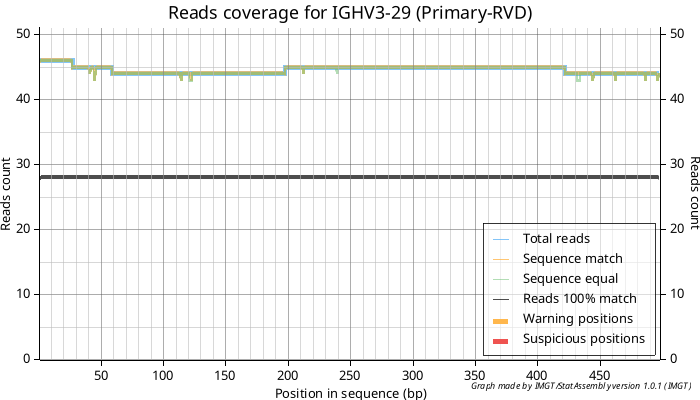 Reads coverage for IGHV3-29 (Primary-RVD)
50 50
40 40
30 30
20 20
10 10
0 0
Reads count
Reads count
Total reads
Sequence match
Sequence equal
Reads 100% match
Warning positions
Suspicious positions
50 100 150 200 250 300 350 400 450
Position in sequence (bp)
Graph made by IMGT/StatAssembly version 1.0.1 (IMGT)